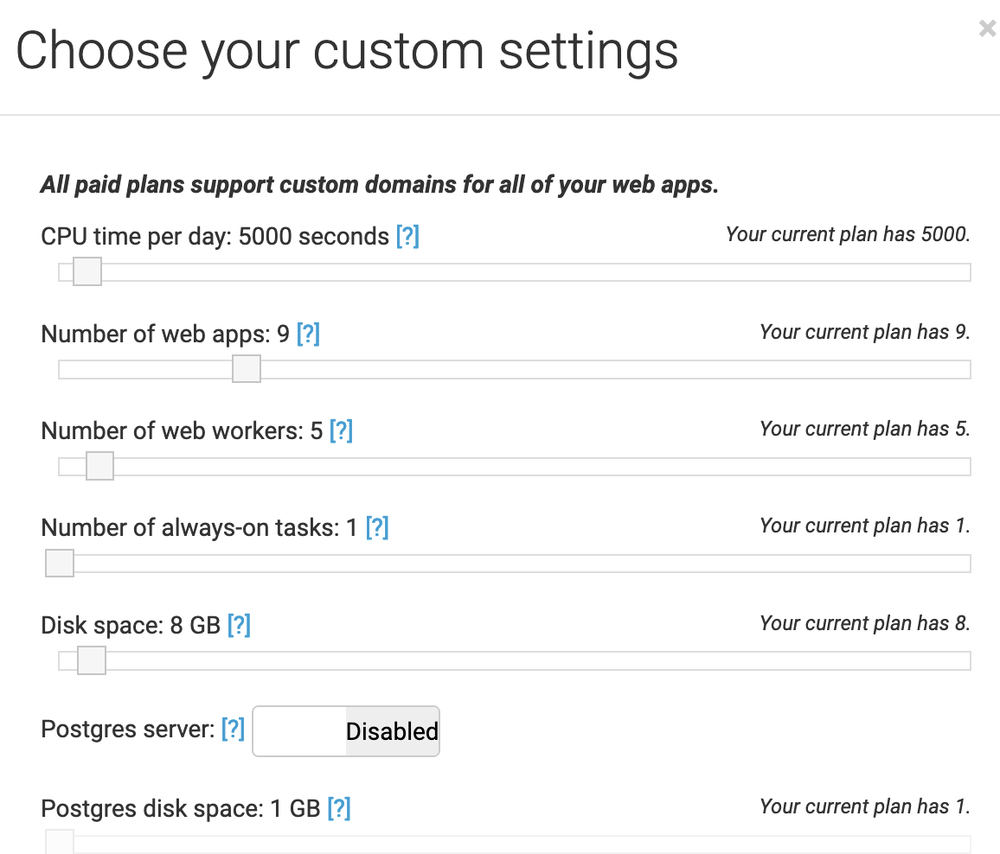 Choose your custom settings
×
All paid plans support custom domains for all of your web apps.
CPU time per day: 5000 seconds [?] Your current plan has 5000.
Number of web apps: 9 [?] Your current plan has 9.
Number of web workers: 5 [?] Your current plan has 5.
Number of always-on tasks: 1 [?] Your current plan has 1.
Disk space: 8 GB [?] Your current plan has 8.
Postgres server: [?] Disabled
Postgres disk space: 1 GB [?] Your current plan has 1.